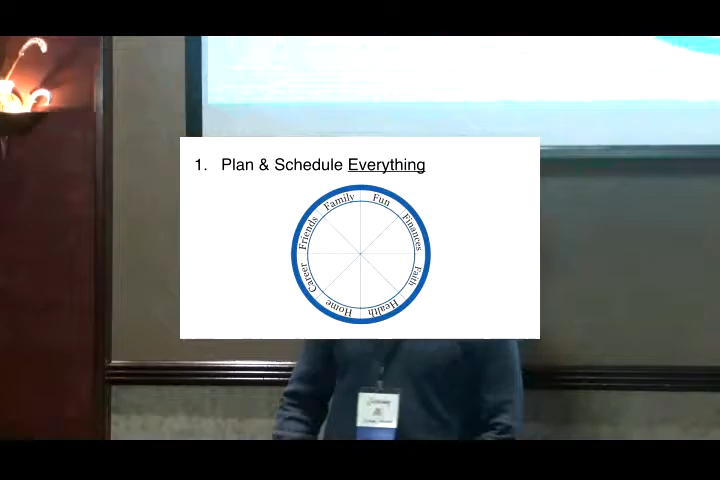 1. Plan & Schedule Everything
Family
Fun
Finances
Faith
Health
Home
Career
Friends